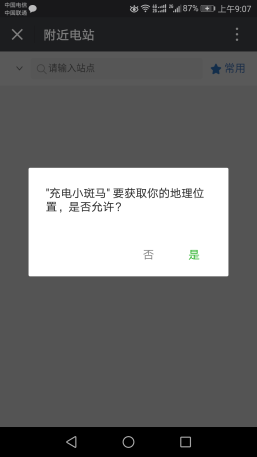 中国电信
中国联通
87%
上午9:07
附近电站
请输入站点
常用
"充电小斑马" 要获取你的地理位
置，是否允许？
否
是